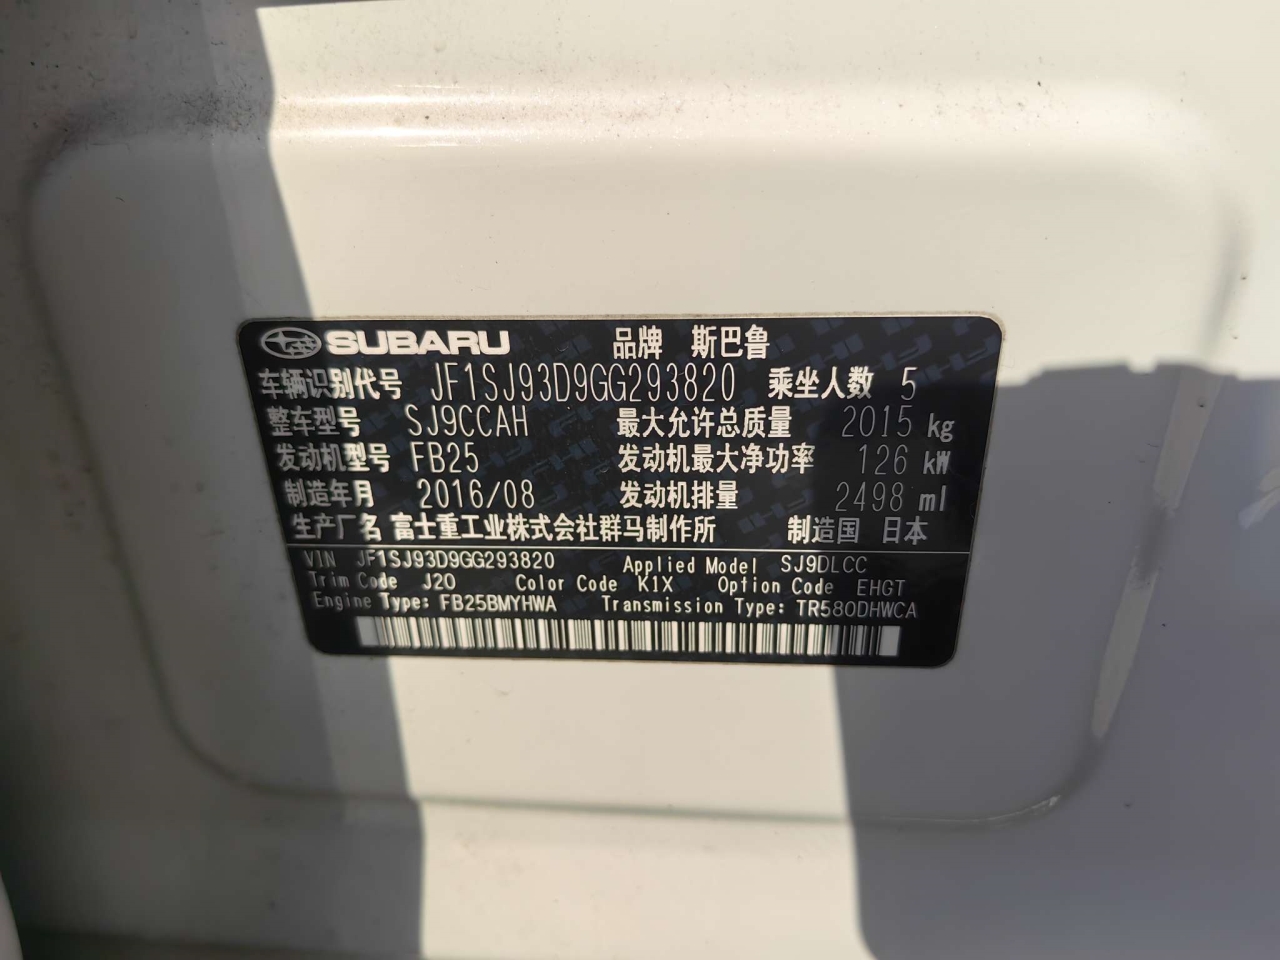 SUBARU 品牌 斯巴鲁
车辆识别代号 JF1SJ93D9GG293820 乘坐人数 5
整车型号 SJ9CCAH 最大允许总质量 2015 kg
发动机型号 FB25 发动机最大净功率 126 kW
制造年月 2016/08 发动机排量 2498 ml
生产厂名 富士重工业株式会社群马制作所 制造国 日本
VIN JF1SJ93D9GG293820 Applied Model SJ9DLCC
Trim Code J20 Color Code K1X Option Code EHGT
Engine Type: FB25BMYHWA Transmission Type: TR580DHWCA